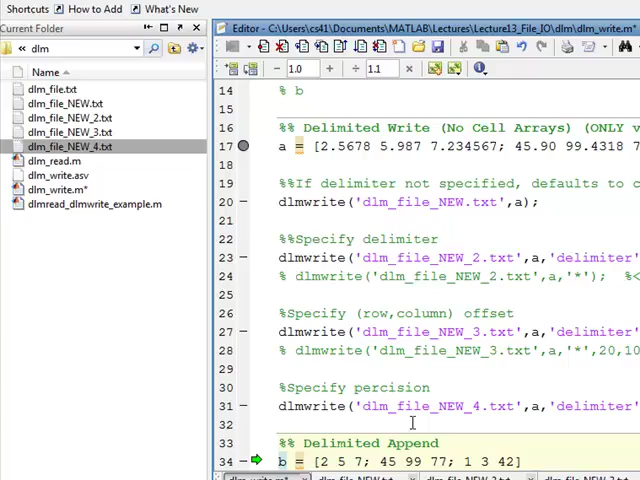 Shortcuts How to Add What's New
Current Folder
dlm
Name
dlm_file.txt
dlm_file_NEW.txt
dlm_file_NEW_2.txt
dlm_file_NEW_3.txt
dlm_file_NEW_4.txt
dlm_read.m
dlm_write.asv
dlm_write.m*
dlmread_dlmwrite_example.m
Editor - C:\Users\cs41\Documents\MATLAB\Lectures\Lecture13_File_IO\dlm\dlm_write.m*
1.0 1.1
14 % b
15
16 %% Delimited Write (No Cell Arrays) (ONLY v
17 a = [2.5678 5.987 7.234567; 45.90 99.4318 7
18
19 %%If delimiter not specified, defaults to c
20 dlmwrite('dlm_file_NEW.txt',a);
21
22 %%Specify delimiter
23 dlmwrite('dlm_file_NEW_2.txt',a,'delimiter'
24 % dlmwrite('dlm_file_NEW_2.txt',a,'*'); %<
25
26 %Specify (row,column) offset
27 dlmwrite('dlm_file_NEW_3.txt',a,'delimiter'
28 % dlmwrite('dlm_file_NEW_3.txt',a,'*',20,10
29
30 %Specify percision
31 dlmwrite('dlm_file_NEW_4.txt',a,'delimiter'
32
33 %% Delimited Append
34 b = [2 5 7; 45 99 77; 1 3 42]